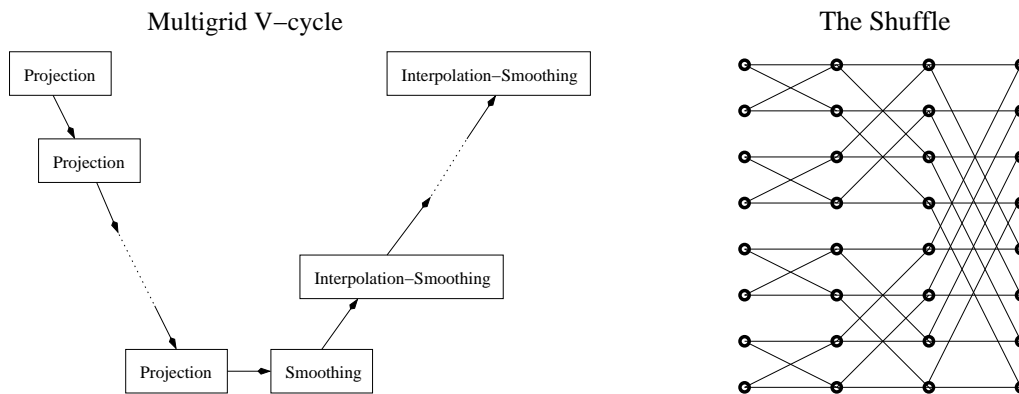 Multigrid V−cycle
The Shuffle
Projection
Interpolation−Smoothing
Projection
Interpolation−Smoothing
Projection
Smoothing